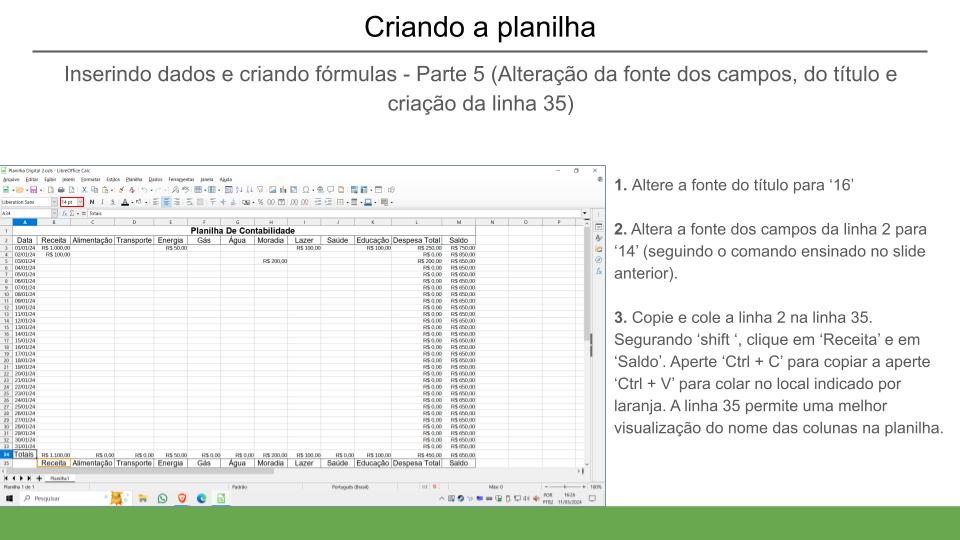 Criando a planilha
Inserindo dados e criando fórmulas - Parte 5 (Alteração da fonte dos campos, do título e
criação da linha 35)
Planilha Digital 2.ods - LibreOffice Calc
Arquivo Editar Exibir Inserir Formatar Estilos Planilha Dados Ferramentas Janela Ajuda
Liberation Sans 14 pt
A34 Totais
A B C D E F G H I J K L M N O P
1 Planilha De Contabilidade
2 Data Receita Alimentação Transporte Energia Gás Água Moradia Lazer Saúde Educação Despesa Total Saldo
3 01/01/24 R$ 1.000,00 R$ 50,00 R$ 100,00 R$ 100,00 R$ 250,00 R$ 750,00
4 02/01/24 R$ 100,00 R$ 0,00 R$ 850,00
5 03/01/24 R$ 200,00 R$ 200,00 R$ 650,00
6 04/01/24 R$ 0,00 R$ 650,00
7 05/01/24 R$ 0,00 R$ 650,00
8 06/01/24 R$ 0,00 R$ 650,00
9 07/01/24 R$ 0,00 R$ 650,00
10 08/01/24 R$ 0,00 R$ 650,00
11 09/01/24 R$ 0,00 R$ 650,00
12 10/01/24 R$ 0,00 R$ 650,00
13 11/01/24 R$ 0,00 R$ 650,00
14 12/01/24 R$ 0,00 R$ 650,00
15 13/01/24 R$ 0,00 R$ 650,00
16 14/01/24 R$ 0,00 R$ 650,00
17 15/01/24 R$ 0,00 R$ 650,00
18 16/01/24 R$ 0,00 R$ 650,00
19 17/01/24 R$ 0,00 R$ 650,00
20 18/01/24 R$ 0,00 R$ 650,00
21 19/01/24 R$ 0,00 R$ 650,00
22 20/01/24 R$ 0,00 R$ 650,00
23 21/01/24 R$ 0,00 R$ 650,00
24 22/01/24 R$ 0,00 R$ 650,00
25 23/01/24 R$ 0,00 R$ 650,00
26 24/01/24 R$ 0,00 R$ 650,00
27 25/01/24 R$ 0,00 R$ 650,00
28 26/01/24 R$ 0,00 R$ 650,00
29 27/01/24 R$ 0,00 R$ 650,00
30 28/01/24 R$ 0,00 R$ 650,00
31 29/01/24 R$ 0,00 R$ 650,00
32 30/01/24 R$ 0,00 R$ 650,00
33 31/01/24 R$ 0,00 R$ 650,00
34 Totais R$ 1.100,00 R$ 0,00 R$ 0,00 R$ 50,00 R$ 0,00 R$ 0,00 R$ 200,00 R$ 100,00 R$ 0,00 R$ 100,00 R$ 450,00 R$ 650,00
35 Receita Alimentação Transporte Energia Gás Água Moradia Lazer Saúde Educação Despesa Total Saldo
Planilha1
Planilha 1 de 1 Padrão Português (Brasil) Máx: 0 100%
Pesquisar POR 16:26
PTB2 11/03/2024
1. Altere a fonte do título para ‘16’
2. Altera a fonte dos campos da linha 2 para
‘14’ (seguindo o comando ensinado no slide
anterior).
3. Copie e cole a linha 2 na linha 35.
Segurando ‘shift ‘, clique em ‘Receita’ e em
‘Saldo’. Aperte ‘Ctrl + C’ para copiar a aperte
‘Ctrl + V’ para colar no local indicado por
laranja. A linha 35 permite uma melhor
visualização do nome das colunas na planilha.